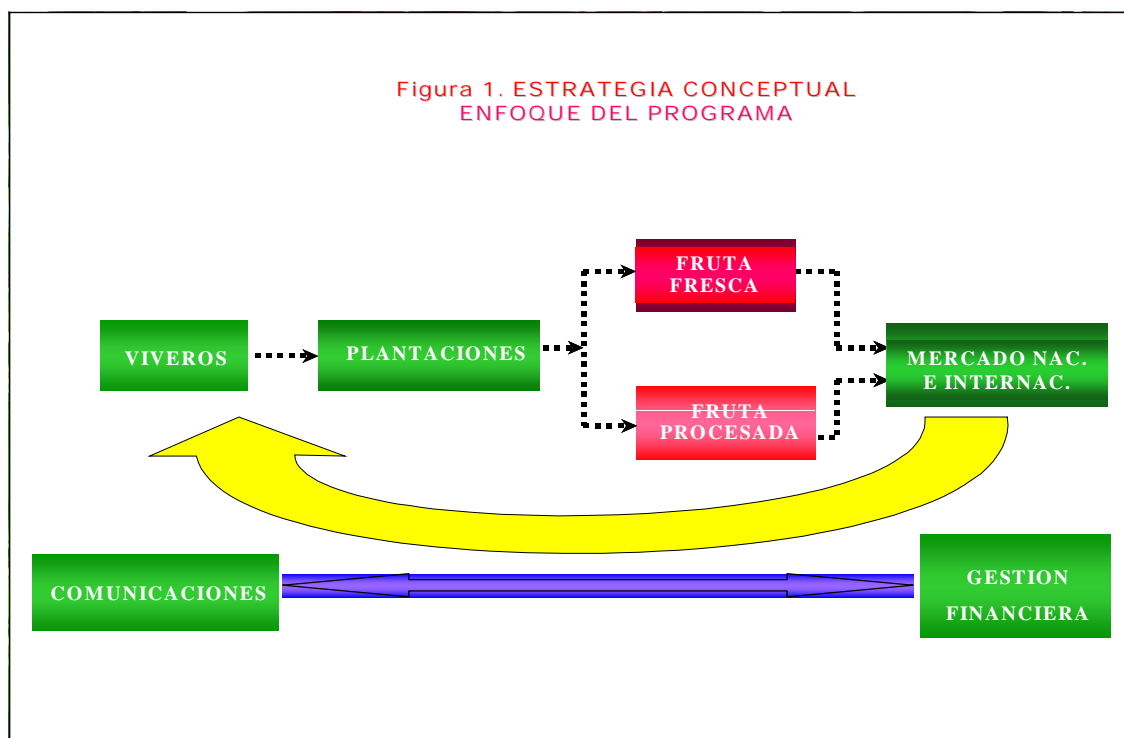 Figura 1. ESTRATEGIA CONCEPTUAL
ENFOQUE DEL PROGRAMA
FRUTA
FRESCA
VIVEROS
PLANTACIONES
MERCADO NAC.
E INTERNAC.
FRUTA
PROCESADA
COMUNICACIONES
GESTION
FINANCIERA